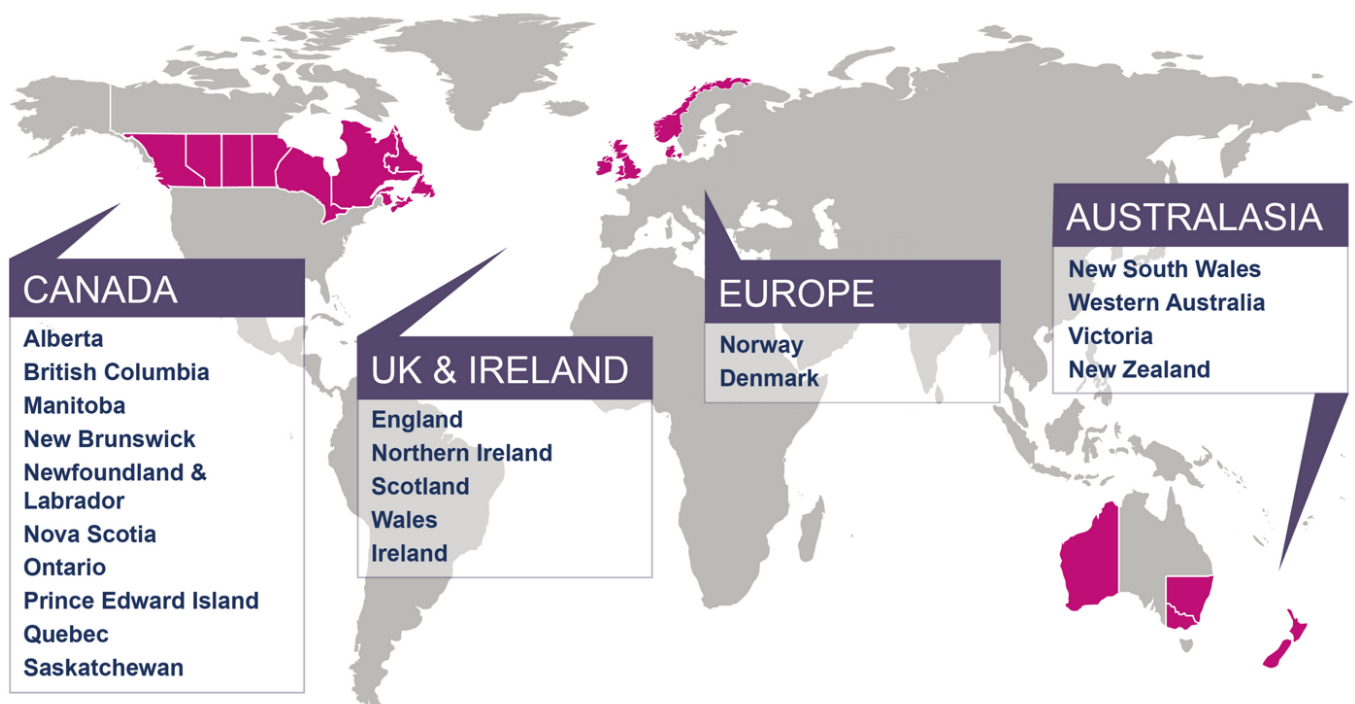 CANADA
Alberta
British Columbia
Manitoba
New Brunswick
Newfoundland &
Labrador
Nova Scotia
Ontario
Prince Edward Island
Quebec
Saskatchewan
UK & IRELAND
England
Northern Ireland
Scotland
Wales
Ireland
EUROPE
Norway
Denmark
AUSTRALASIA
New South Wales
Western Australia
Victoria
New Zealand